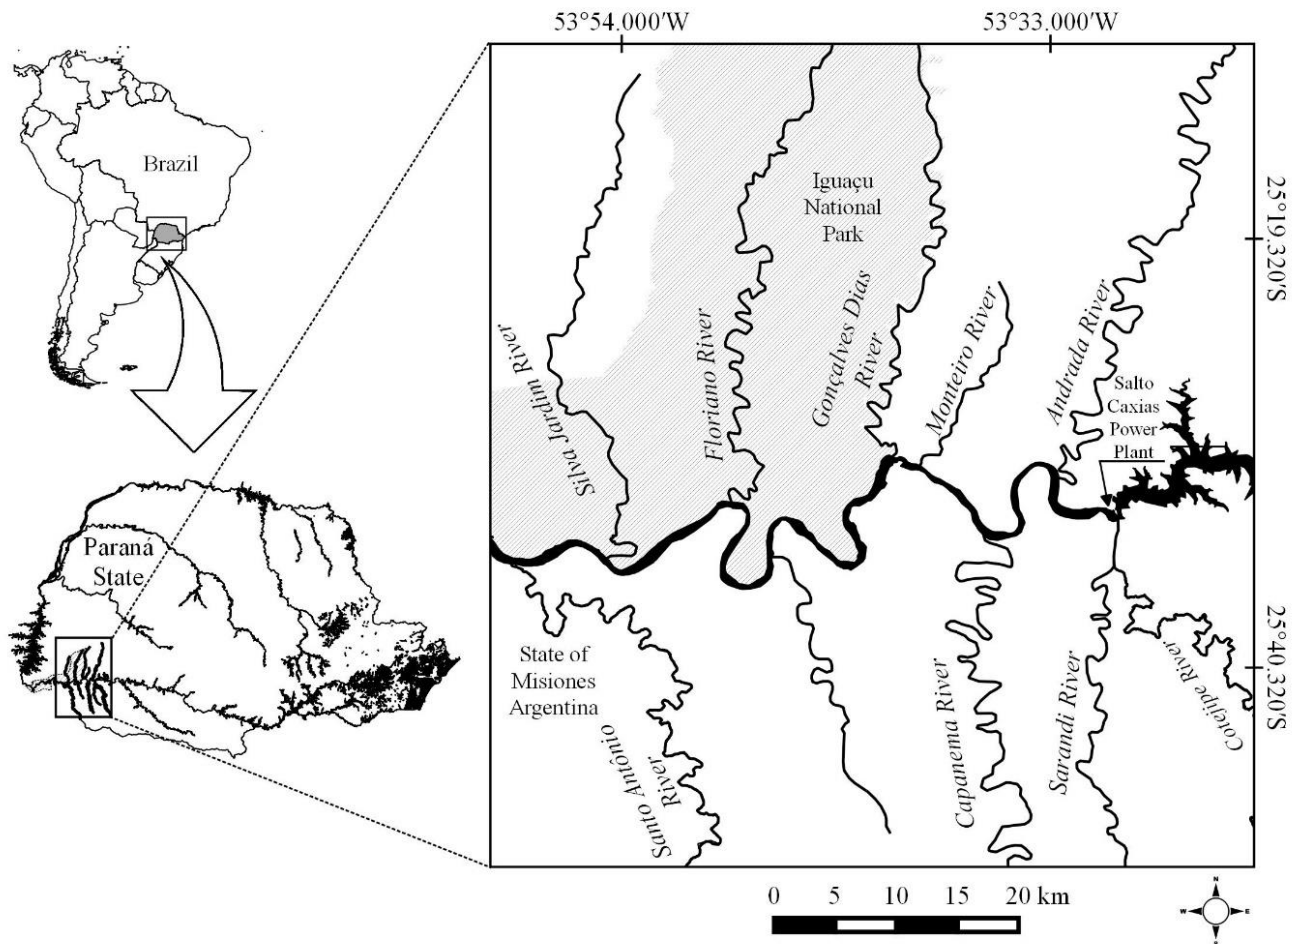 53°54.000'W
53°33.000'W
Brazil
Iguaçu
National
Park
25°19.320'S
Silva Jardim River
Floriano River
Gonçalves Dias
River
Monteiro River
Andrada River
Salto
Caxias
Power
Plant
Paraná
State
State of
Misiones
Argentina
Santo Antônio
River
Capanema River
Sarandi River
Cotejipe River
25°40.320'S
0 5 10 15 20 km
N
W
E
S